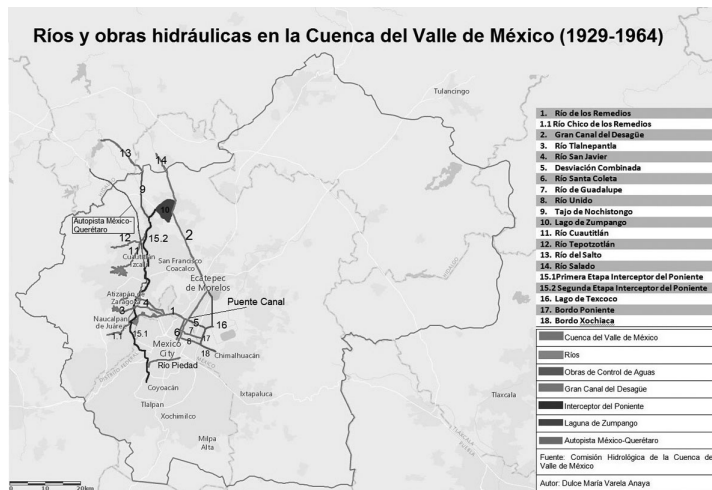 Ríos y obras hidráulicas en la Cuenca del Valle de México (1929-1964)
Tulancingo
13
14
9
10
Autopista México-
Querétaro
12
15.2
2
11
Cuautitlán
Izcalli
San Francisco
Coacalco
Ecatepec
de Morelos
Atizapán de
Zaragoza
4
3
1
Puente Canal
Naucalpan
de Juárez
5
16
1.1
15.1
6
7
17
8
Mexico
City
18
Chimalhuacán
Río Piedad
Coyoacán
Ixtapaluca
Tlaxcala
Tlalpan
Xochimilco
Milpa
Alta
0
10
20km
1. Río de los Remedios
1.1 Río Chico de los Remedios
2. Gran Canal del Desagüe
3. Río Tlalnepantla
4. Río San Javier
5. Desviación Combinada
6. Río Santa Coleta
7. Río de Guadalupe
8. Río Unido
9. Tajo de Nochistongo
10. Lago de Zumpango
11. Río Cuautitlán
12. Río Tepotzotlán
13. Río del Salto
14. Río Salado
15.1Primera Etapa Interceptor del Poniente
15.2 Segunda Etapa Interceptor del Poniente
16. Lago de Texcoco
17. Bordo Poniente
18. Bordo Xochiaca
Cuenca del Valle de México
Ríos
Obras de Control de Aguas
Gran Canal del Desagüe
Interceptor del Poniente
Laguna de Zumpango
Autopista México-Querétaro
Fuente: Comisión Hidrológica de la Cuenca de
Valle de México
Autor: Dulce María Varela Anaya